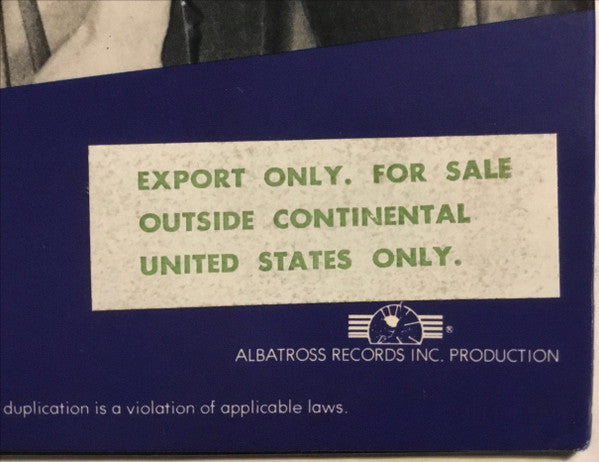 EXPORT ONLY. FOR SALE
OUTSIDE CONTINENTAL
UNITED STATES ONLY.
®
ALBATROSS RECORDS INC. PRODUCTION
duplication is a violation of applicable laws.